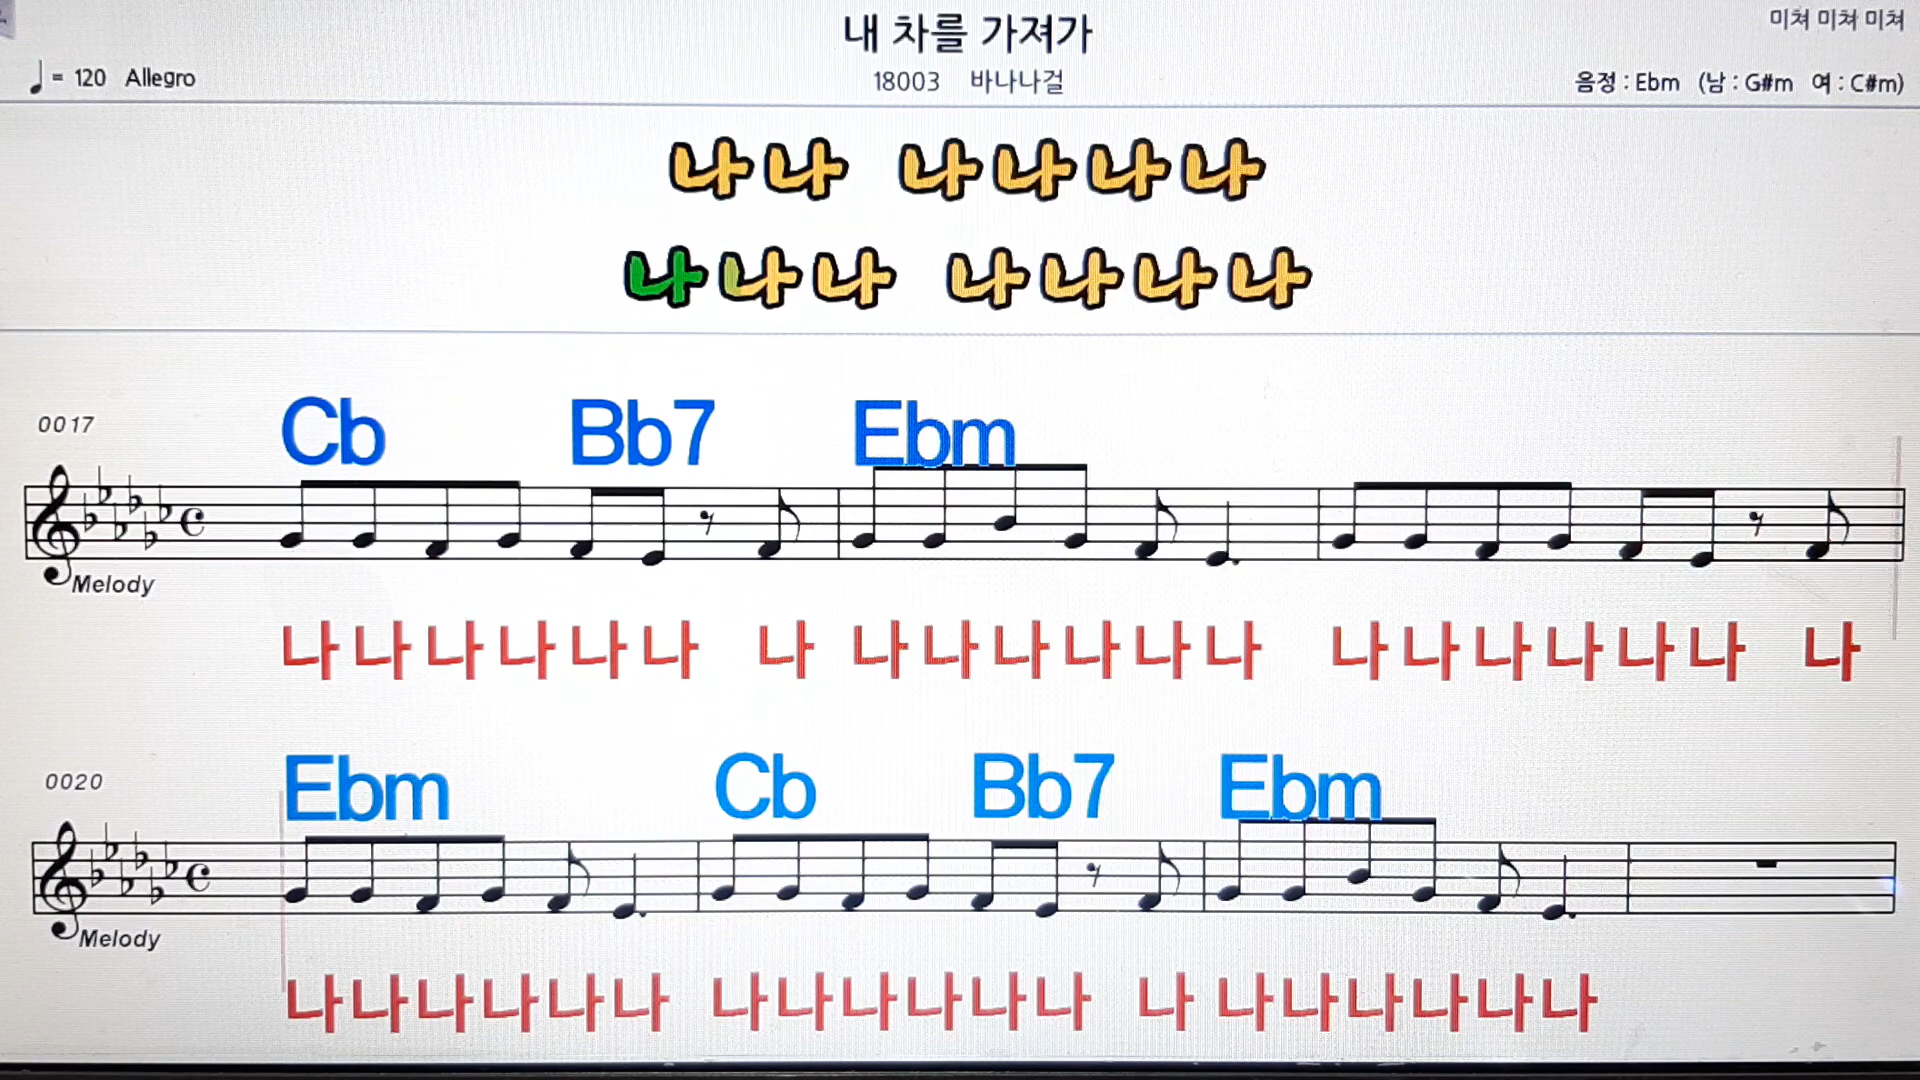 내 차를 가져가
미쳐 미쳐 미쳐
♩ = 120 Allegro
18003 바나나걸
음정 : Ebm (남 : G#m 여 : C#m)
나나 나나나나
나나나 나나나나
0017
Cb Bb7 Ebm
Melody
나나나나나나 나 나나나나나나 나나나나나나 나
0020
Ebm Cb Bb7 Ebm
Melody
나나나나나나 나나나나나나 나 나나나나나나